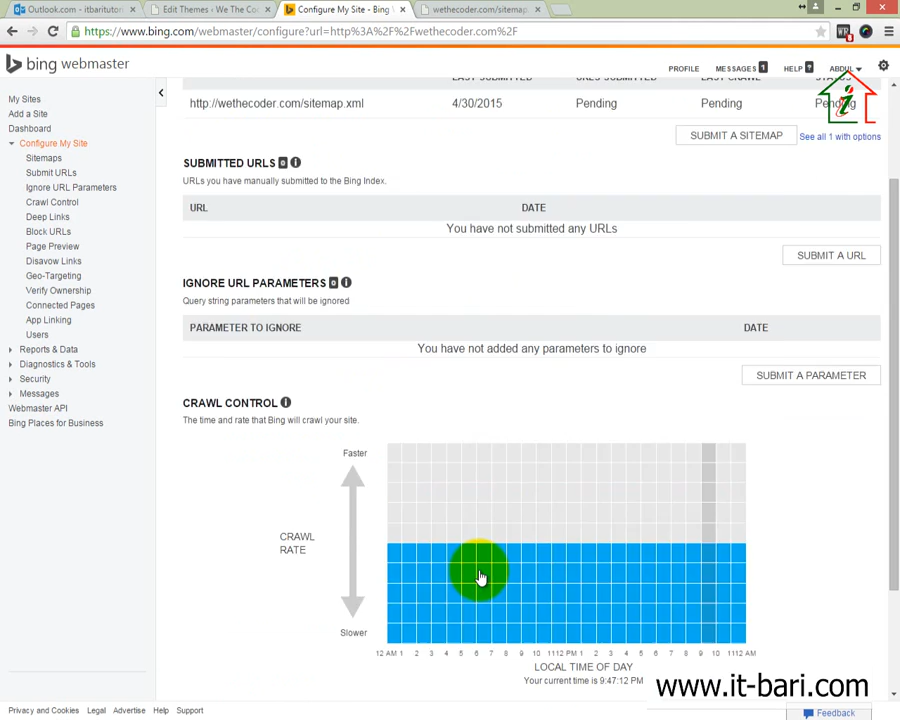 Outlook.com - itbaritutor
Edit Themes ‹ We The Co
Configure My Site - Bing
wethecoder.com/sitemap.
https://www.bing.com/webmaster/configure?url=http%3A%2F%2Fwethecoder.com%2F
bing webmaster
PROFILE MESSAGES 1 HELP ? ABDUL
My Sites
Add a Site
Dashboard
Configure My Site
Sitemaps
Submit URLs
Ignore URL Parameters
Crawl Control
Deep Links
Block URLs
Page Preview
Disavow Links
Geo-Targeting
Verify Ownership
Connected Pages
App Linking
Users
Reports & Data
Diagnostics & Tools
Security
Messages
Webmaster API
Bing Places for Business
LAST SUBMITTED URLS SUBMITTED LAST CRAWL STATUS
http://wethecoder.com/sitemap.xml 4/30/2015 Pending Pending Pending
SUBMIT A SITEMAP See all 1 with options
SUBMITTED URLS 0
URLs you have manually submitted to the Bing Index.
URL DATE
You have not submitted any URLs
SUBMIT A URL
IGNORE URL PARAMETERS 0
Query string parameters that will be ignored
PARAMETER TO IGNORE DATE
You have not added any parameters to ignore
SUBMIT A PARAMETER
CRAWL CONTROL
The time and rate that Bing will crawl your site.
Faster
CRAWL
RATE
Slower
12 AM 1 2 3 4 5 6 7 8 9 10 11 12 PM 1 2 3 4 5 6 7 8 9 10 11 12 AM
LOCAL TIME OF DAY
Your current time is 9:47:12 PM
www.it-bari.com
Privacy and Cookies Legal Advertise Help Support
Feedback